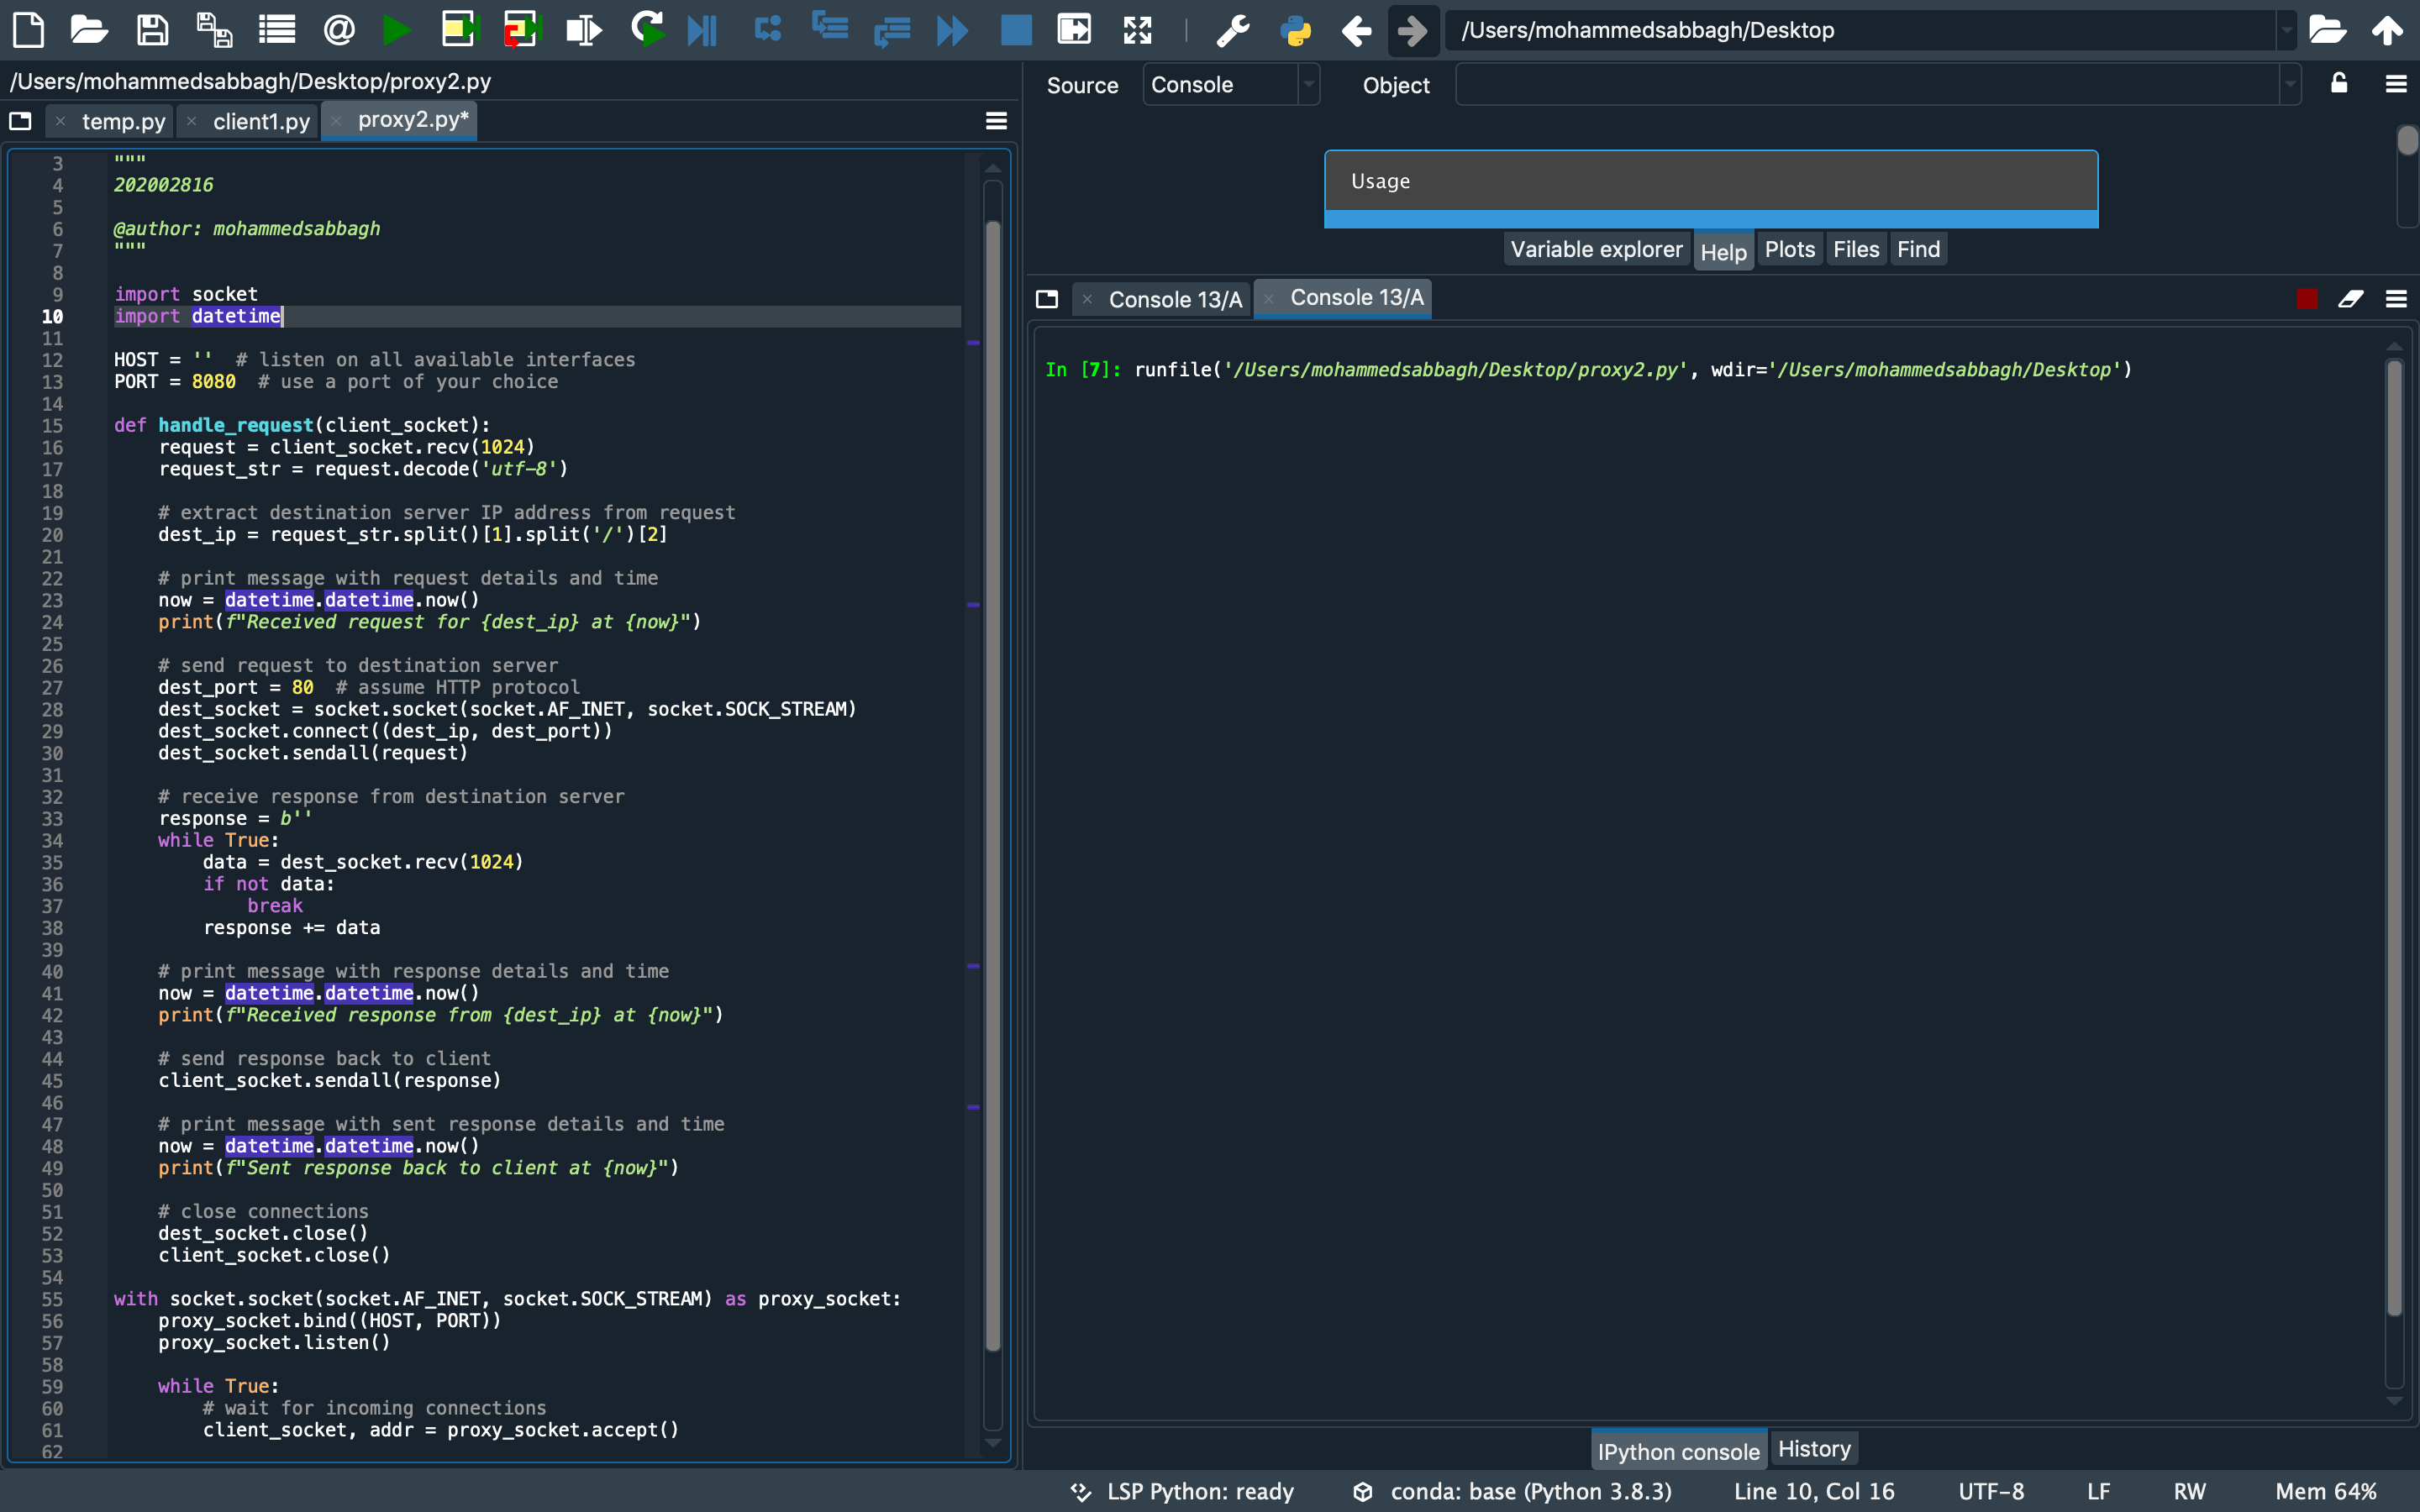 /Users/mohammedsabbagh/Desktop
/Users/mohammedsabbagh/Desktop/proxy2.py
temp.py
client1.py
proxy2.py*
3 """
4 202002816
5
6 @author: mohammedsabbagh
7 """
8
9 import socket
10 import datetime
11
12 HOST = ''  # listen on all available interfaces
13 PORT = 8080  # use a port of your choice
14
15 def handle_request(client_socket):
16     request = client_socket.recv(1024)
17     request_str = request.decode('utf-8')
18
19     # extract destination server IP address from request
20     dest_ip = request_str.split()[1].split('/')[2]
21
22     # print message with request details and time
23     now = datetime.datetime.now()
24     print(f"Received request for {dest_ip} at {now}")
25
26     # send request to destination server
27     dest_port = 80  # assume HTTP protocol
28     dest_socket = socket.socket(socket.AF_INET, socket.SOCK_STREAM)
29     dest_socket.connect((dest_ip, dest_port))
30     dest_socket.sendall(request)
31
32     # receive response from destination server
33     response = b''
34     while True:
35         data = dest_socket.recv(1024)
36         if not data:
37             break
38         response += data
39
40     # print message with response details and time
41     now = datetime.datetime.now()
42     print(f"Received response from {dest_ip} at {now}")
43
44     # send response back to client
45     client_socket.sendall(response)
46
47     # print message with sent response details and time
48     now = datetime.datetime.now()
49     print(f"Sent response back to client at {now}")
50
51     # close connections
52     dest_socket.close()
53     client_socket.close()
54
55 with socket.socket(socket.AF_INET, socket.SOCK_STREAM) as proxy_socket:
56     proxy_socket.bind((HOST, PORT))
57     proxy_socket.listen()
58
59     while True:
60         # wait for incoming connections
61         client_socket, addr = proxy_socket.accept()
62
Source Console Object
Usage
Variable explorer Help Plots Files Find
Console 13/A Console 13/A
In [7]: runfile('/Users/mohammedsabbagh/Desktop/proxy2.py', wdir='/Users/mohammedsabbagh/Desktop')
IPython console History
LSP Python: ready conda: base (Python 3.8.3) Line 10, Col 16 UTF-8 LF RW Mem 64%